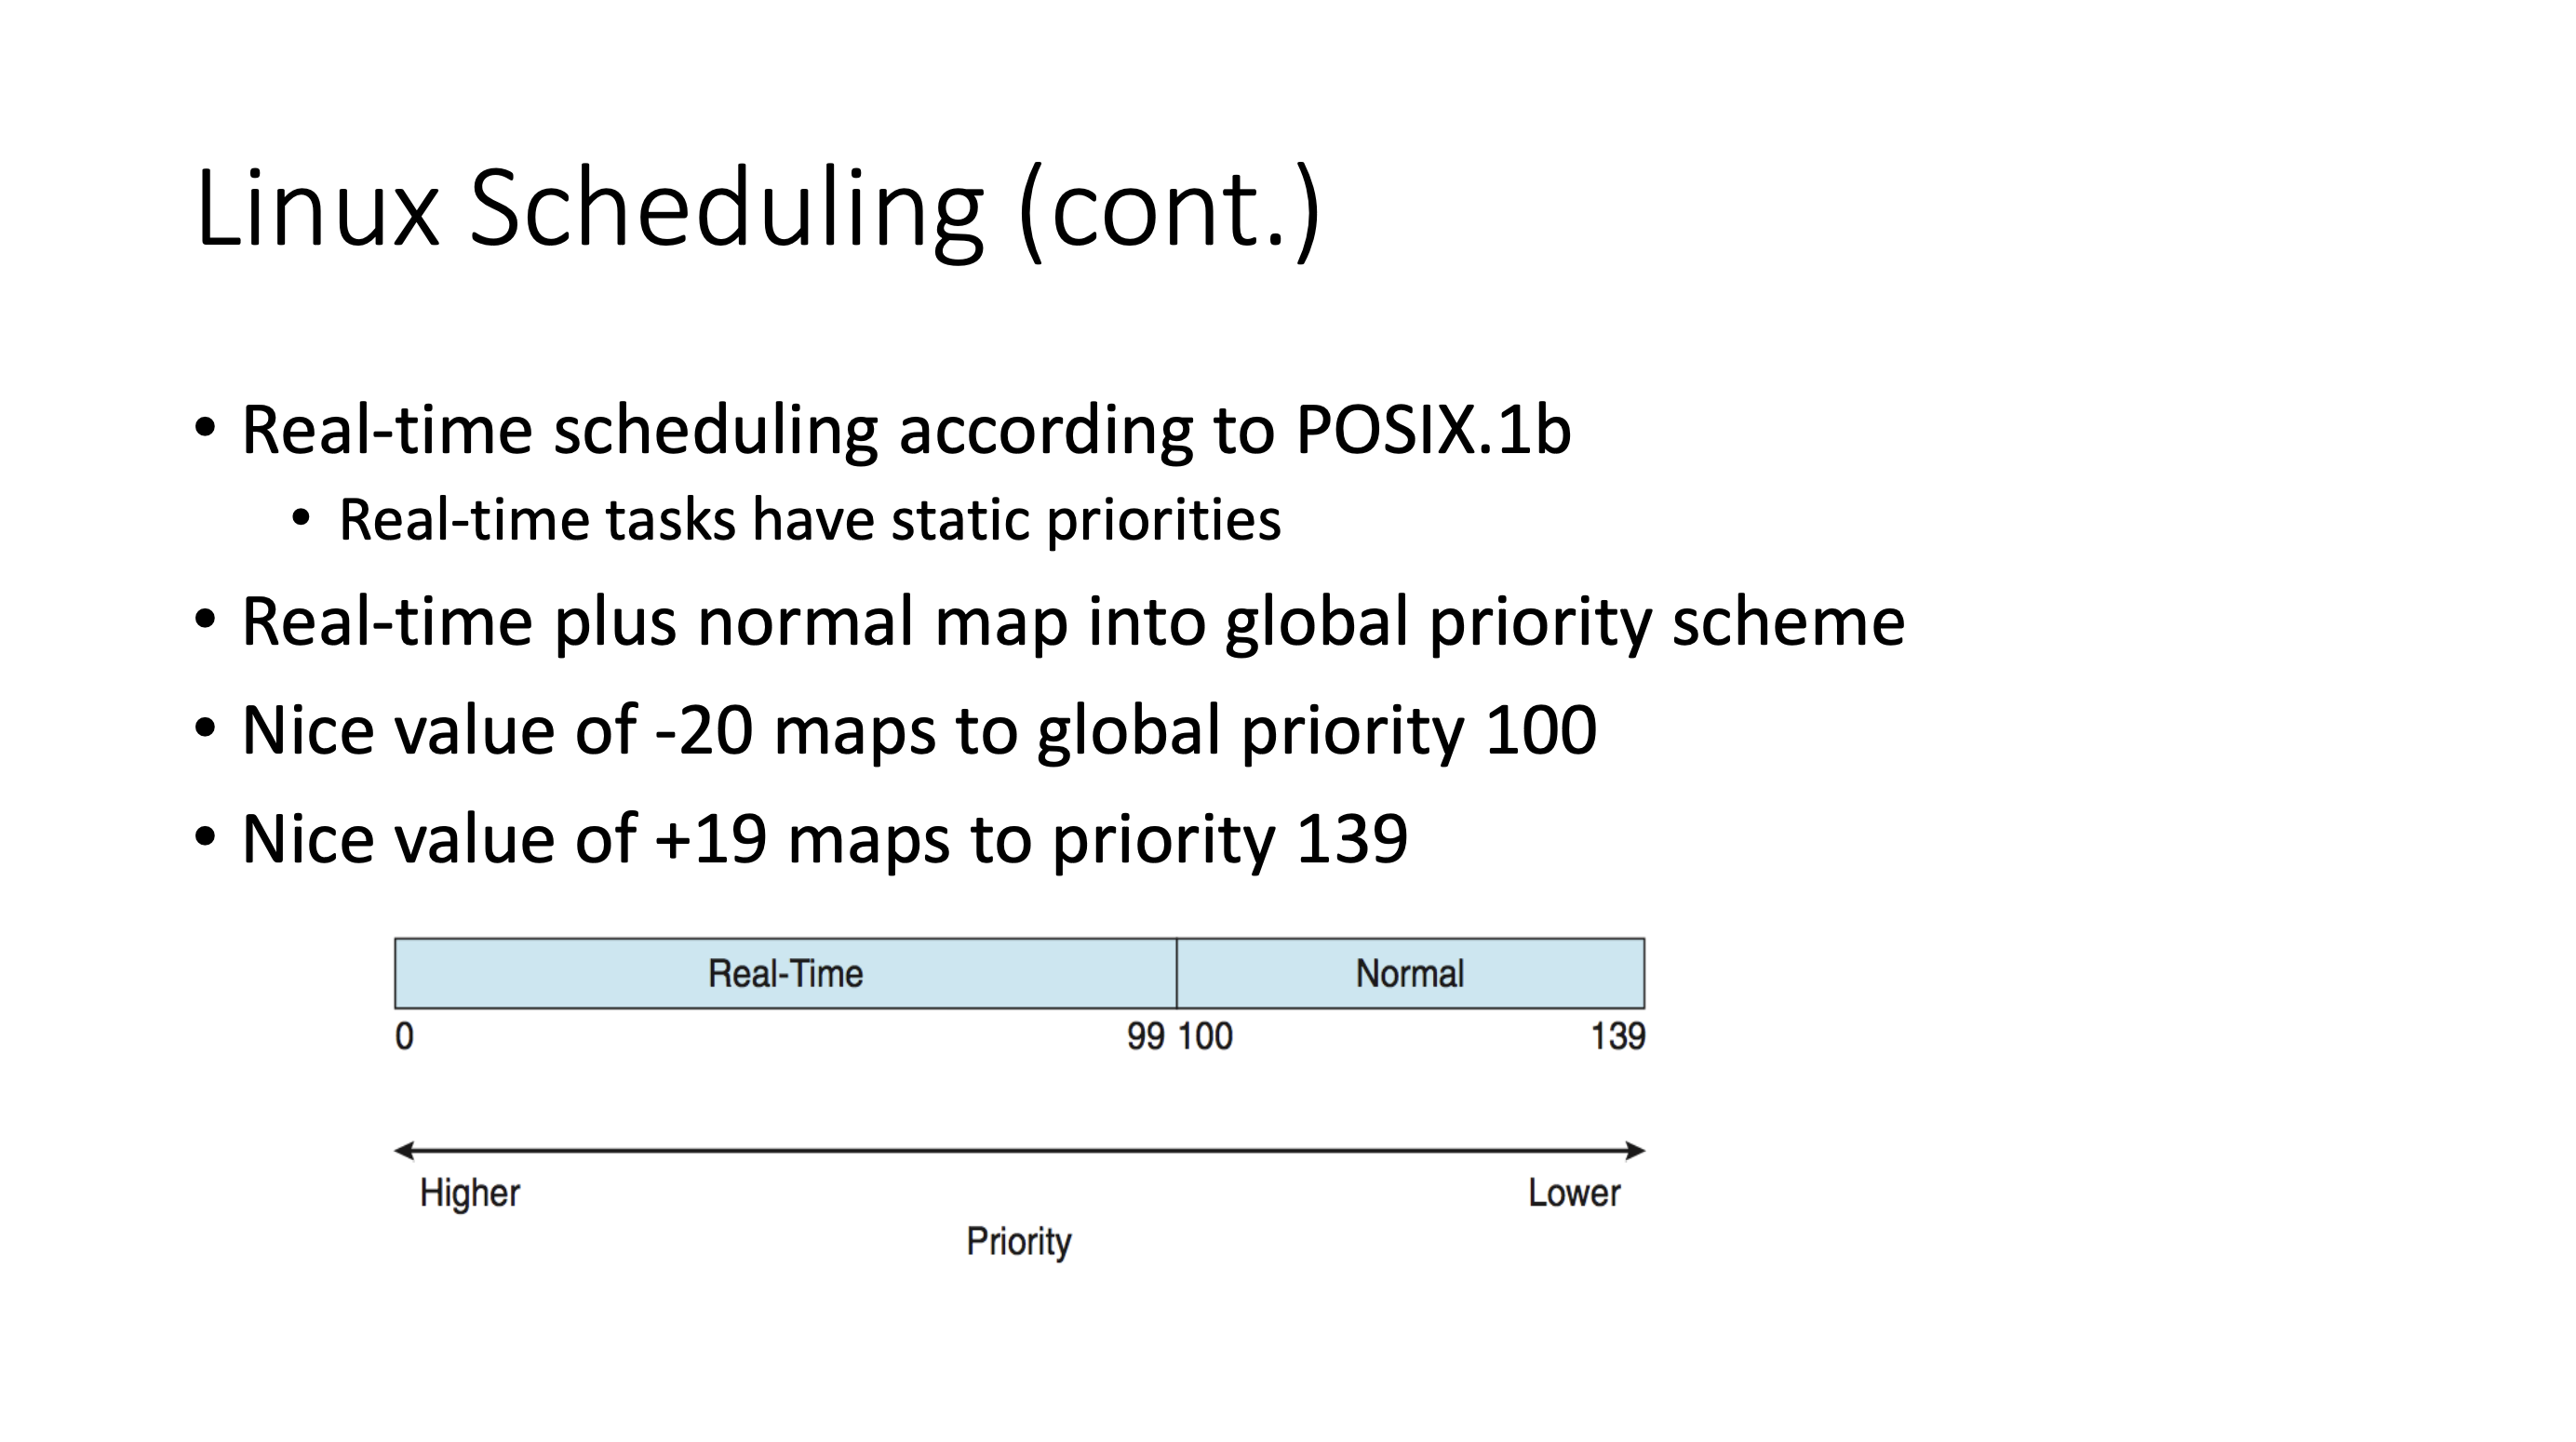 Linux Scheduling (cont.)
• Real-time scheduling according to POSIX.1b
• Real-time tasks have static priorities
• Real-time plus normal map into global priority scheme
• Nice value of -20 maps to global priority 100
• Nice value of +19 maps to priority 139
Real-Time Normal
0 99 100 139
Higher Lower
Priority